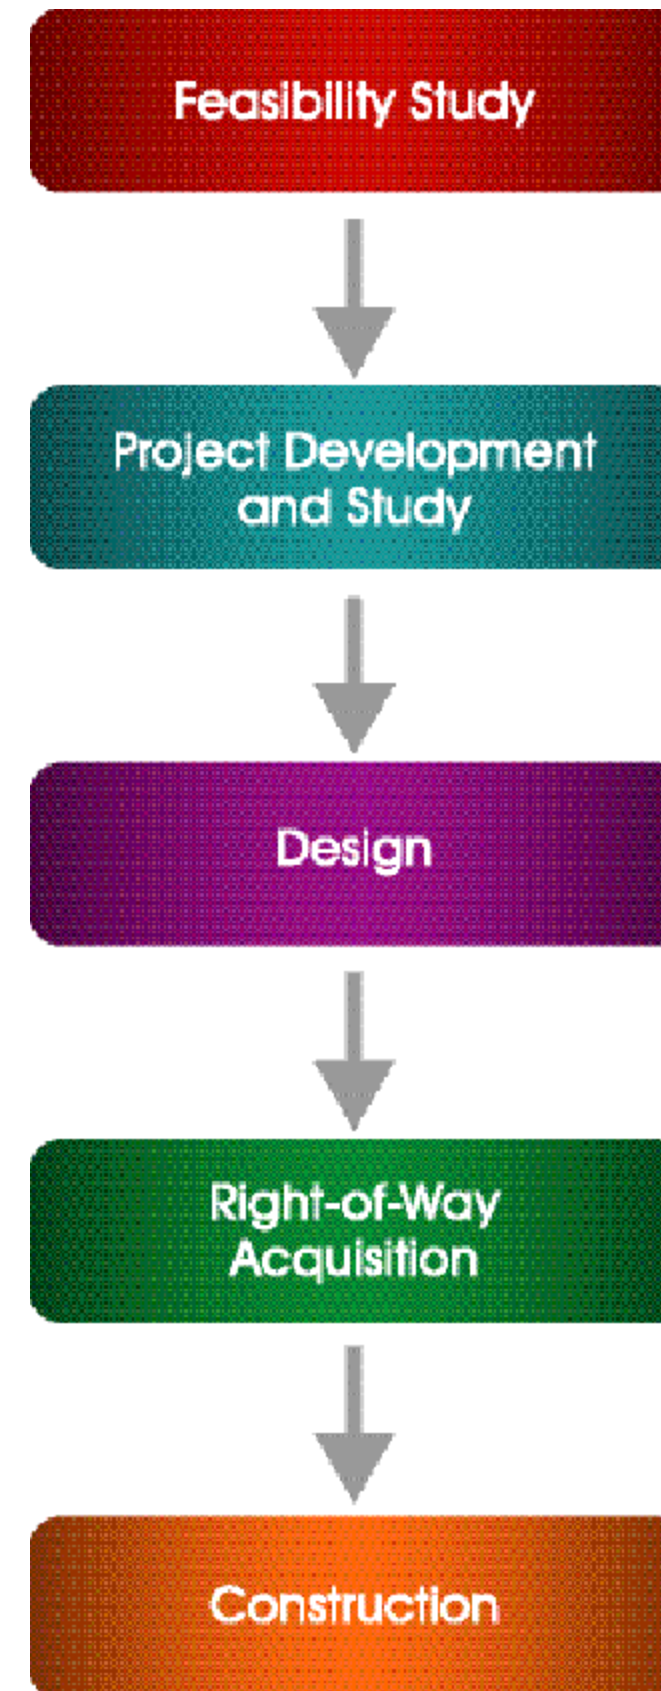 Feasibility Study
Project Development
and Study
Design
Right-of-Way
Acquisition
Construction